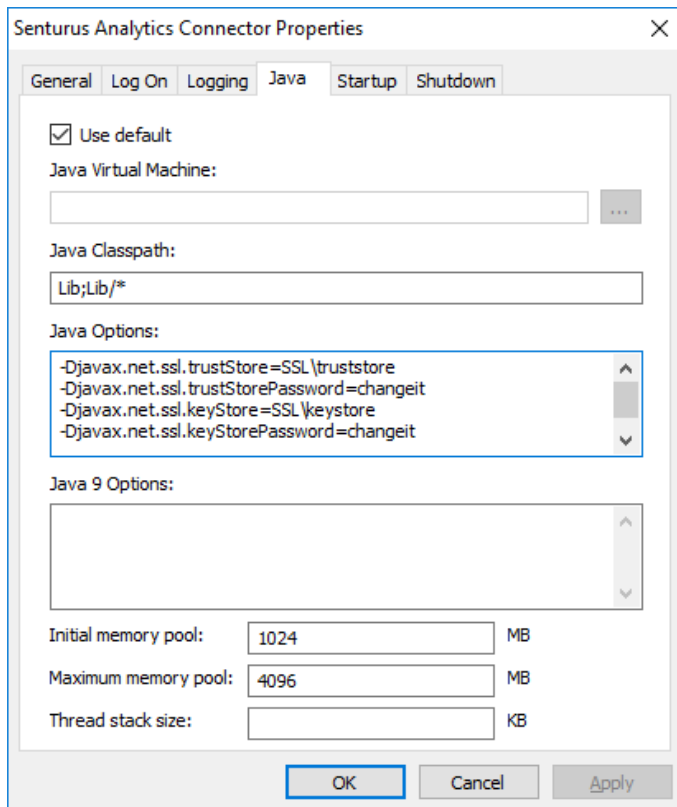 Senturus Analytics Connector Properties
General Log On Logging Java Startup Shutdown
Use default
Java Virtual Machine:
...
Java Classpath:
Lib;Lib/*
Java Options:
-Djavax.net.ssl.trustStore=SSL\truststore
-Djavax.net.ssl.trustStorePassword=changeit
-Djavax.net.ssl.keyStore=SSL\keystore
-Djavax.net.ssl.keyStorePassword=changeit
Java 9 Options:
Initial memory pool: 1024 MB
Maximum memory pool: 4096 MB
Thread stack size: KB
OK Cancel Apply